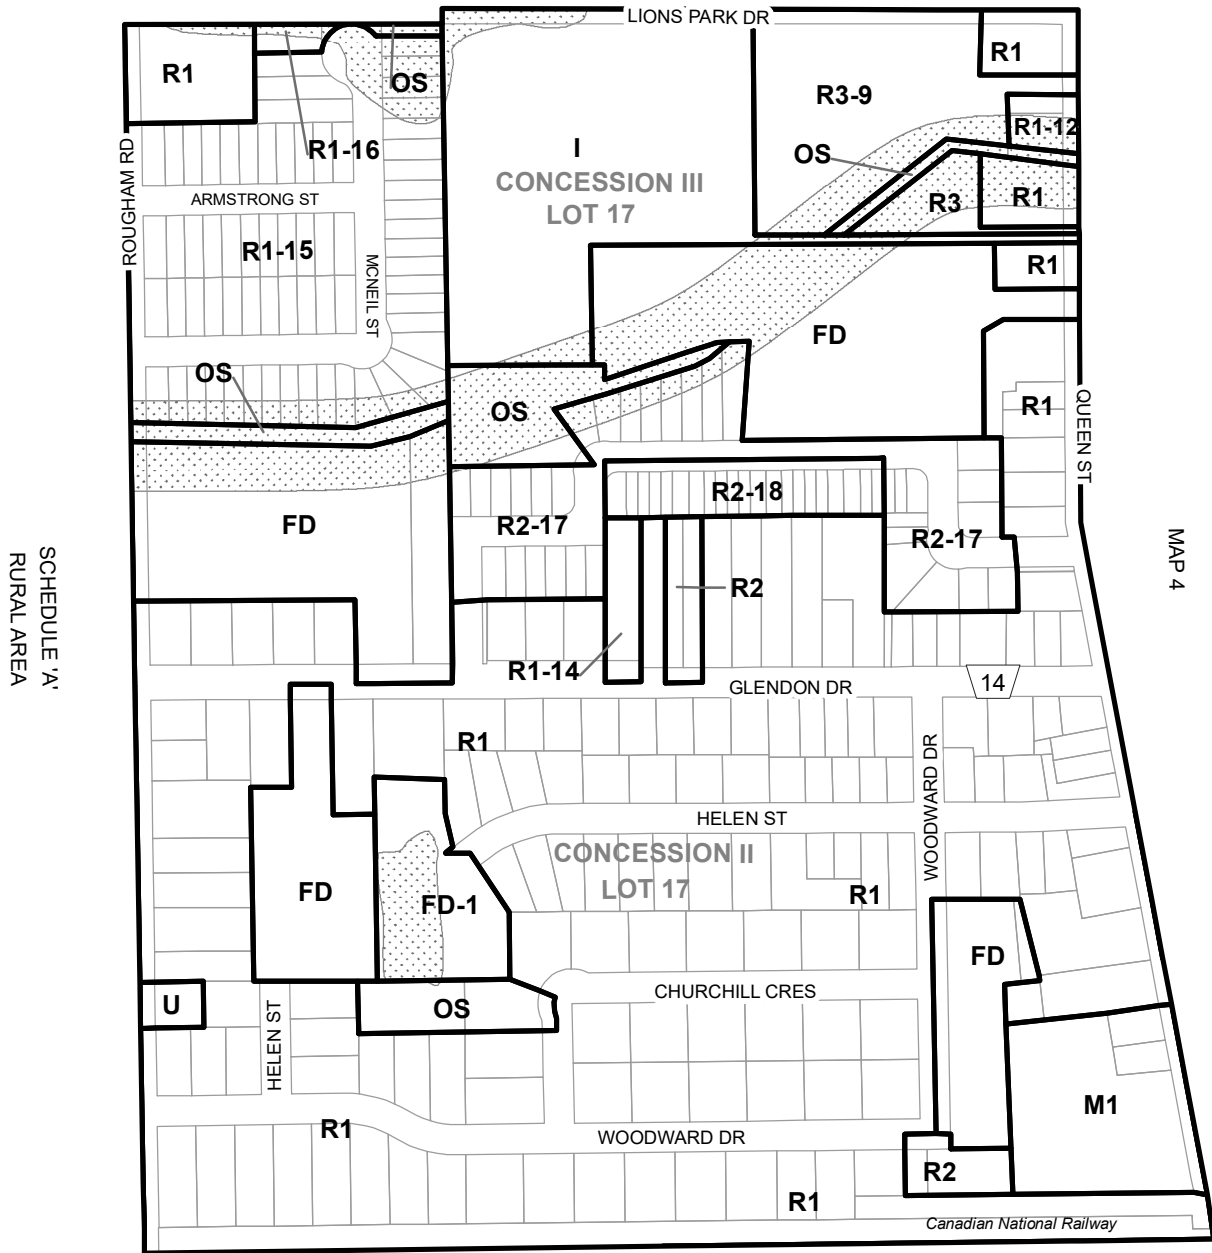 LIONS PARK DR
R1
R1
OS
R3-9
R1-12
R1-16
OS
I
CONCESSION III
LOT 17
R3
R1
ROUGHAM RD
ARMSTRONG ST
R1-15
MCNEIL ST
R1
FD
OS
OS
R1
QUEEN ST
R2-18
FD
R2-17
R2-17
MAP 4
SCHEDULE 'A'
RURAL AREA
R2
R1-14
GLENDON DR
14
R1
WOODWARD DR
HELEN ST
CONCESSION II
LOT 17
FD
FD-1
R1
FD
U
OS
CHURCHILL CRES
HELEN ST
M1
R1
WOODWARD DR
R2
R1
Canadian National Railway